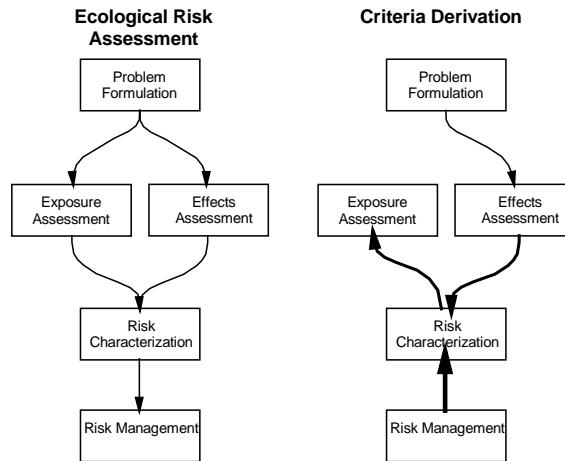 Ecological Risk
Assessment
Problem
Formulation
Exposure
Assessment
Effects
Assessment
Risk
Characterization
Risk Management
Criteria Derivation
Problem
Formulation
Exposure
Assessment
Effects
Assessment
Risk
Characterization
Risk Management